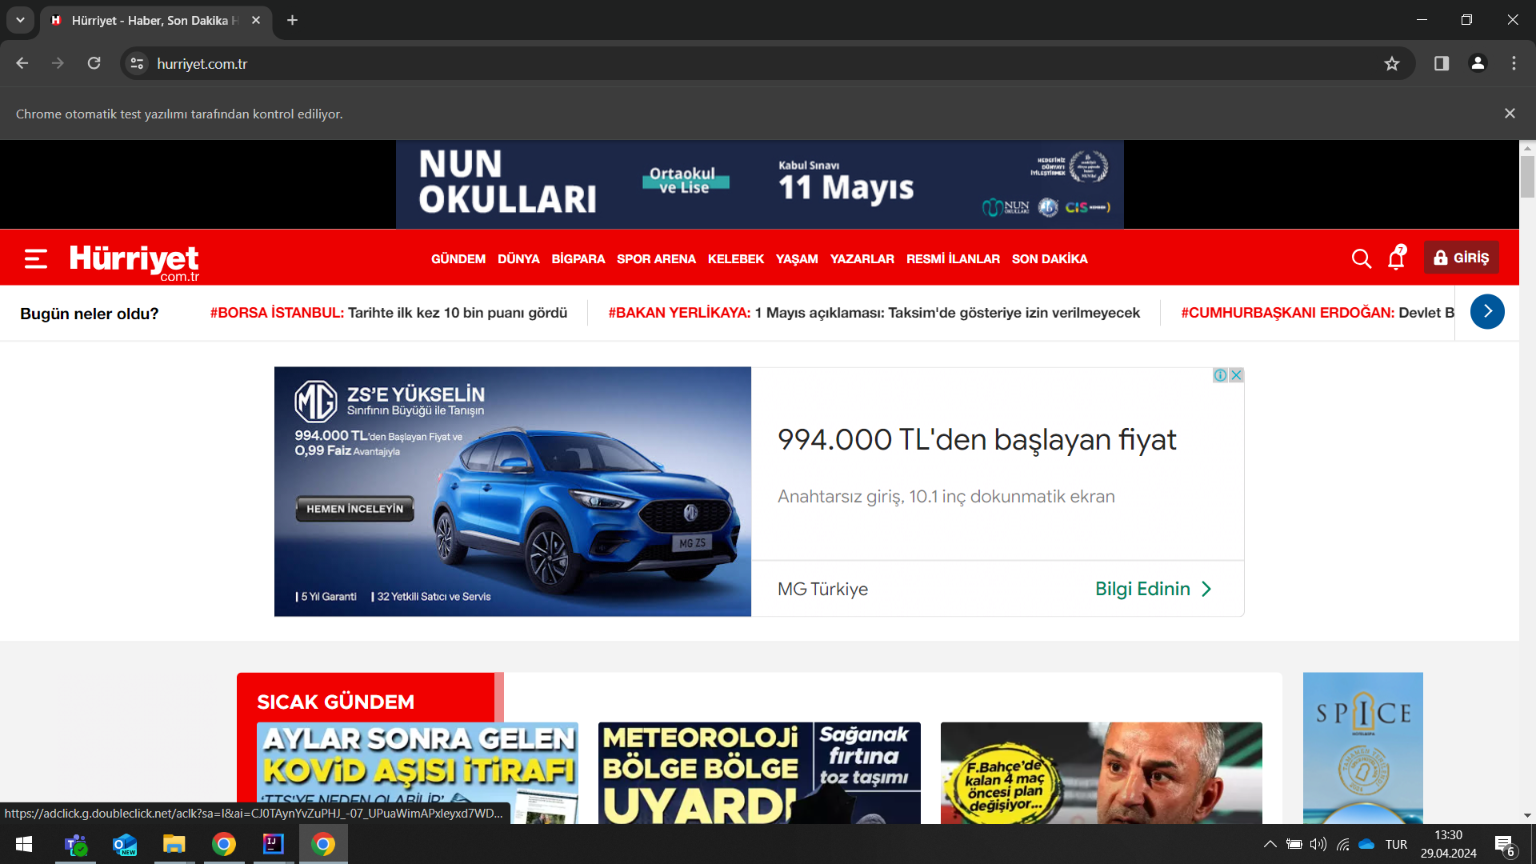 Hürriyet - Haber, Son Dakika H
hurriyet.com.tr
Chrome otomatik test yazılımı tarafından kontrol ediliyor.
NUN
OKULLARI
Ortaokul
ve Lise
Kabul Sınavı
11 Mayıs
NUN
OKULLARI
CIS
Hürriyet
com.tr
GÜNDEM DÜNYA BİGPARA SPOR ARENA KELEBEK YAŞAM YAZARLAR RESMİ İLANLAR SON DAKİKA
7
GİRİŞ
Bugün neler oldu?
#BORSA İSTANBUL: Tarihte ilk kez 10 bin puanı gördü
#BAKAN YERLİKAYA: 1 Mayıs açıklaması: Taksim'de gösteriye izin verilmeyecek
#CUMHURBAŞKANI ERDOĞAN: Devlet B
MG
ZS'E YÜKSELİN
Sınıfının Büyüğü ile Tanışın
994.000 TL'den Başlayan Fiyat ve
0,99 Faiz Avantajıyla
HEMEN İNCELEYİN
MG ZS
5 Yıl Garanti
32 Yetkili Satıcı ve Servis
994.000 TL'den başlayan fiyat
Anahtarsız giriş, 10.1 inç dokunmatik ekran
MG Türkiye
Bilgi Edinin
SICAK GÜNDEM
AYLAR SONRA GELEN
KOVİD AŞISI İTİRAFI
'TTS'YE NEDEN OLABİLİR'
METEOROLOJİ
BÖLGE BÖLGE
UYARDI
Sağanak
fırtına
toz taşımı
F.Bahçe'de
kalan 4 maç
öncesi plan
değişiyor...
SPICE
https://adclick.g.doubleclick.net/aclk?sa=l&ai=CJ0TAynYvZuPHJ_-07_UPuaWimAPxleyxd7WD...
NEW
IJ
TUR
13:30
29.04.2024
6